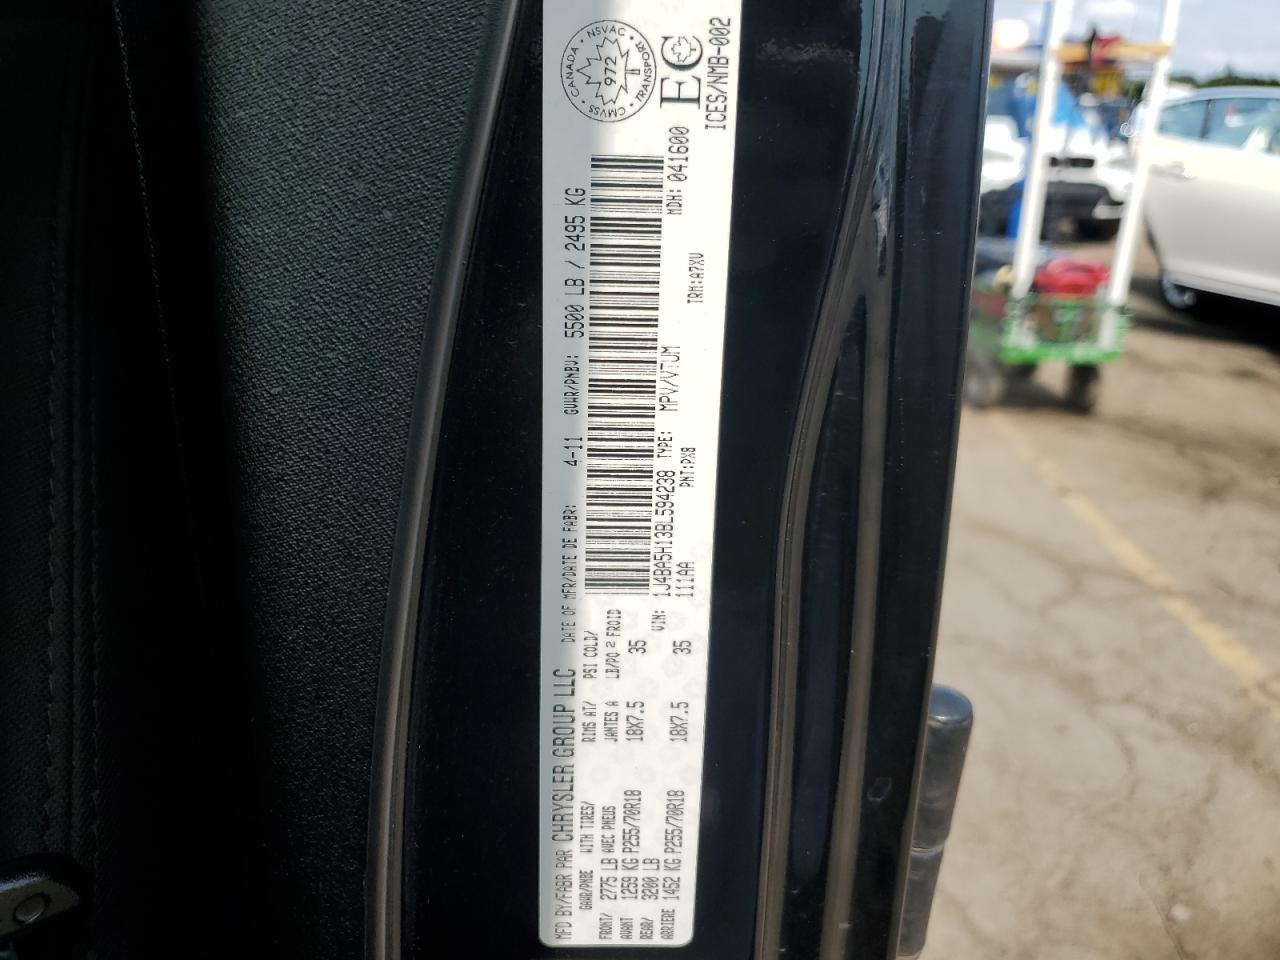 MFD BY/FABR PAR CHRYSLER GROUP LLC DATE OF MFR/DATE DE FABR: 4-11 GVWR/PNBV: 5500 LB / 2495 KG
GAWR/PNBE WITH TIRES/ RIMS AT/ PSI COLD/
FRONT/ 2775 LB AVEC PNEUS JANTES A LB/PO 2 FROID
AVANT 1259 KG P255/70R18 18X7.5 35
REAR/ 3200 LB
ARRIERE 1452 KG P255/70R18 18X7.5 35
VIN: 1J4BA5H13BL594238 TYPE: MPV/VTUM MDH: 041600
111AA PNT:PXB TRM:A7XV
CANADA • NSVAC • TRANSPORT • CMVSS •
972
EC
ICES/NMB-002